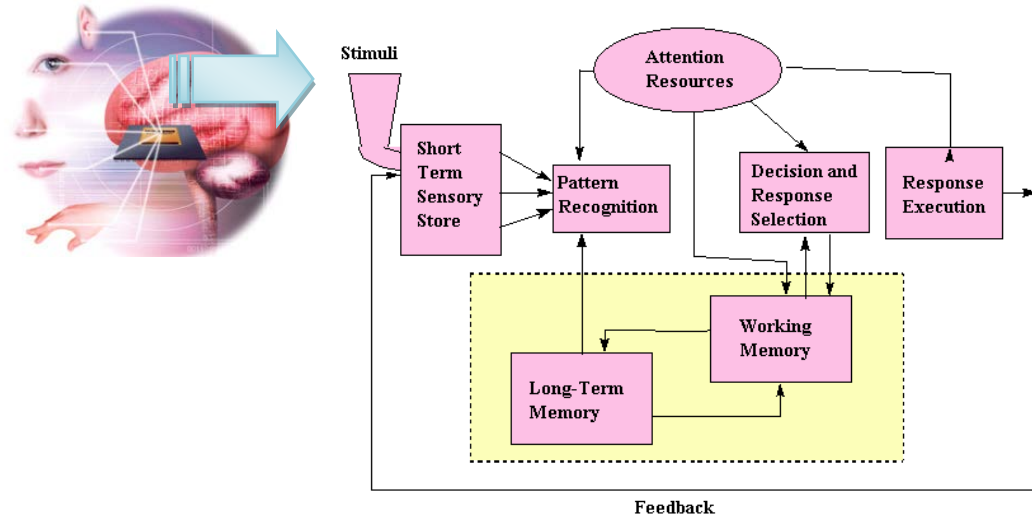 Stimuli
Attention
Resources
Short
Term
Sensory
Store
Pattern
Recognition
Decision and
Response
Selection
Response
Execution
Working
Memory
Long-Term
Memory
Feedback